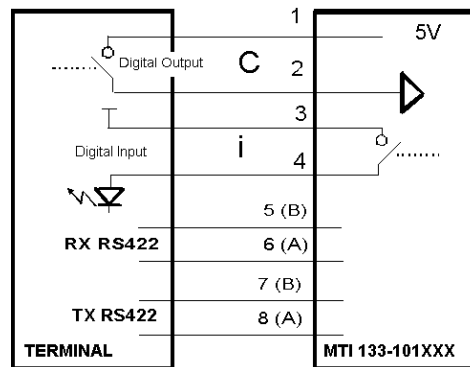 1
5V
Digital Output
C
2
3
Digital Input
i
4
5 (B)
RX RS422
6 (A)
7 (B)
TX RS422
8 (A)
TERMINAL
MTI 133-101XXX